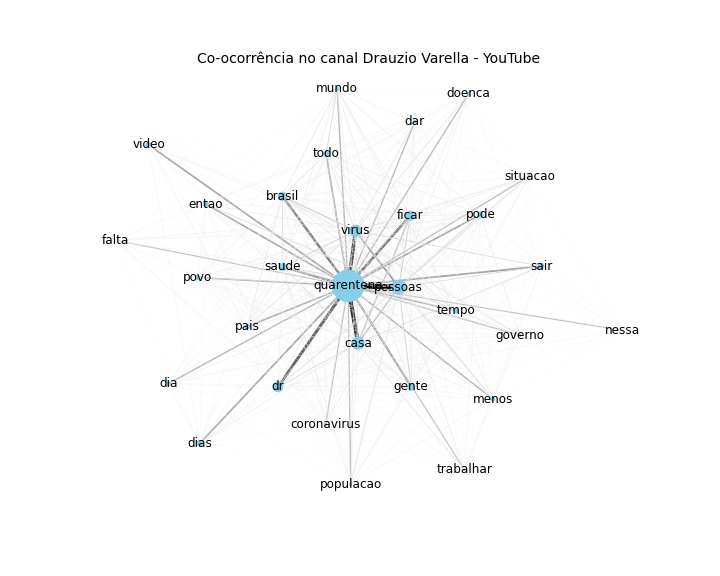 Co-ocorrência no canal Drauzio Varella - YouTube
mundo
doenca
dar
video
todo
situacao
brasil
entao
ficar
pode
virus
falta
saude
sair
povo
quarentena
pessoas
tempo
pais
nessa
governo
casa
dia
dr
gente
menos
coronavirus
dias
trabalhar
populacao